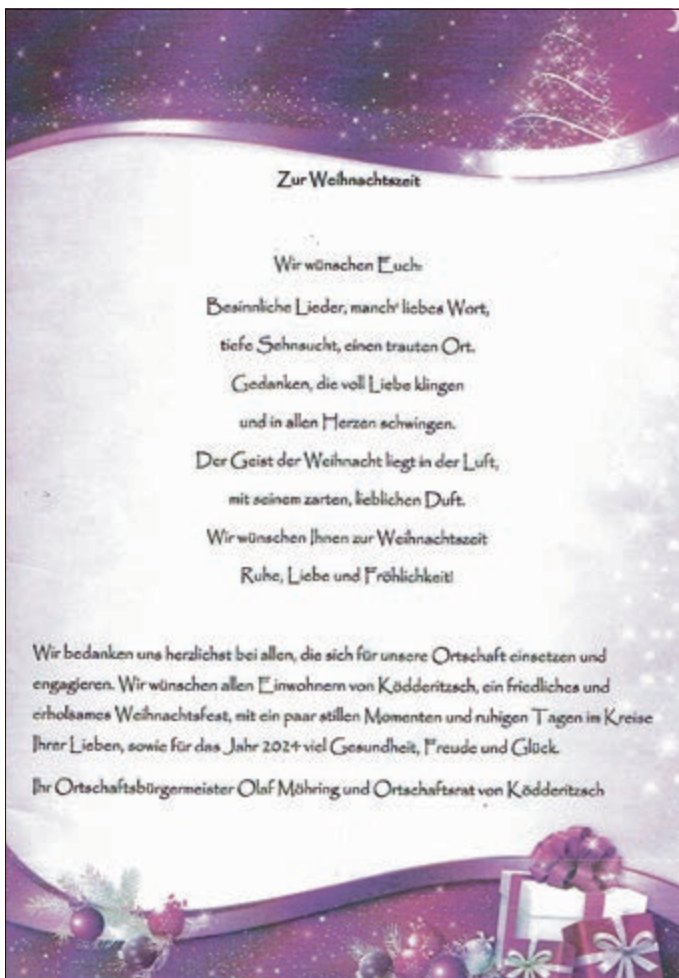 Zur Weihnachtszeit
Wir wünschen Euch:
Besinnliche Lieder, manch' liebes Wort,
tiefe Sehnsucht, einen trauten Ort.
Gedanken, die voll Liebe klingen
und in allen Herzen schwingen.
Der Geist der Weihnacht liegt in der Luft,
mit seinem zarten, lieblichen Duft.
Wir wünschen Ihnen zur Weihnachtszeit
Ruhe, Liebe und Fröhlichkeit!
Wir bedanken uns herzlichst bei allen, die sich für unsere Ortschaft einsetzen und
engagieren. Wir wünschen allen Einwohnern von Ködderitzsch, ein friedliches und
erholsames Weihnachtsfest, mit ein paar stillen Momenten und ruhigen Tagen im Kreise
Ihrer Lieben, sowie für das Jahr 2024 viel Gesundheit, Freude und Glück.
Ihr Ortschaftsbürgermeister Olaf Möhring und Ortschaftsrat von Ködderitzsch